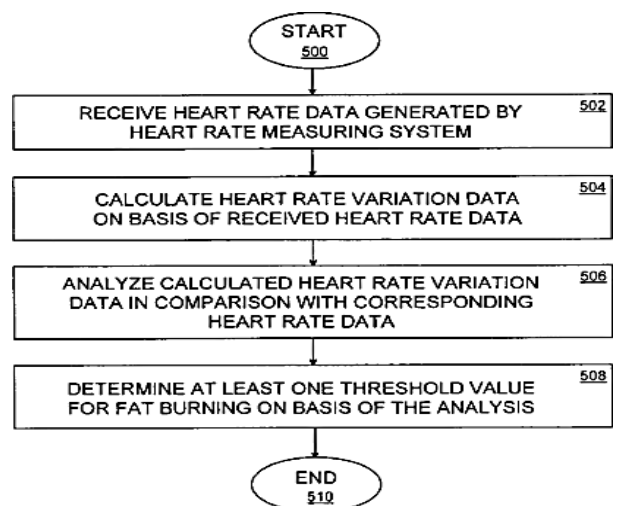 START
500
RECEIVE HEART RATE DATA GENERATED BY
HEART RATE MEASURING SYSTEM
502
CALCULATE HEART RATE VARIATION DATA
ON BASIS OF RECEIVED HEART RATE DATA
504
ANALYZE CALCULATED HEART RATE VARIATION
DATA IN COMPARISON WITH CORRESPONDING
HEART RATE DATA
506
DETERMINE AT LEAST ONE THRESHOLD VALUE
FOR FAT BURNING ON BASIS OF THE ANALYSIS
508
END
510